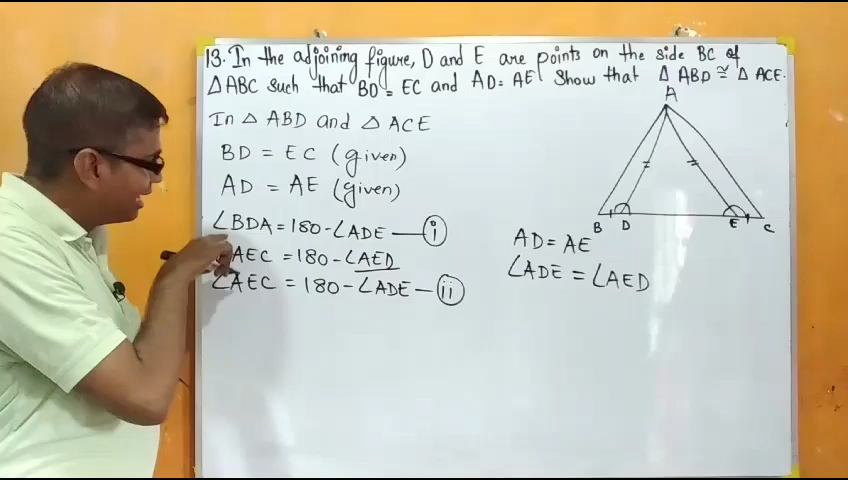 13. In the adjoining figure, D and E are points on the side BC of
△ ABC such that BD = EC and AD = AE Show that △ ABD ≅ △ ACE.
In △ ABD and △ ACE
BD = EC (given)
AD = AE (given)
∠BDA = 180 - ∠ADE — i
AEC = 180 - ∠AED
∠AEC = 180 - ∠ADE — ii
A
B D E C
AD = AE
∠ADE = ∠AED